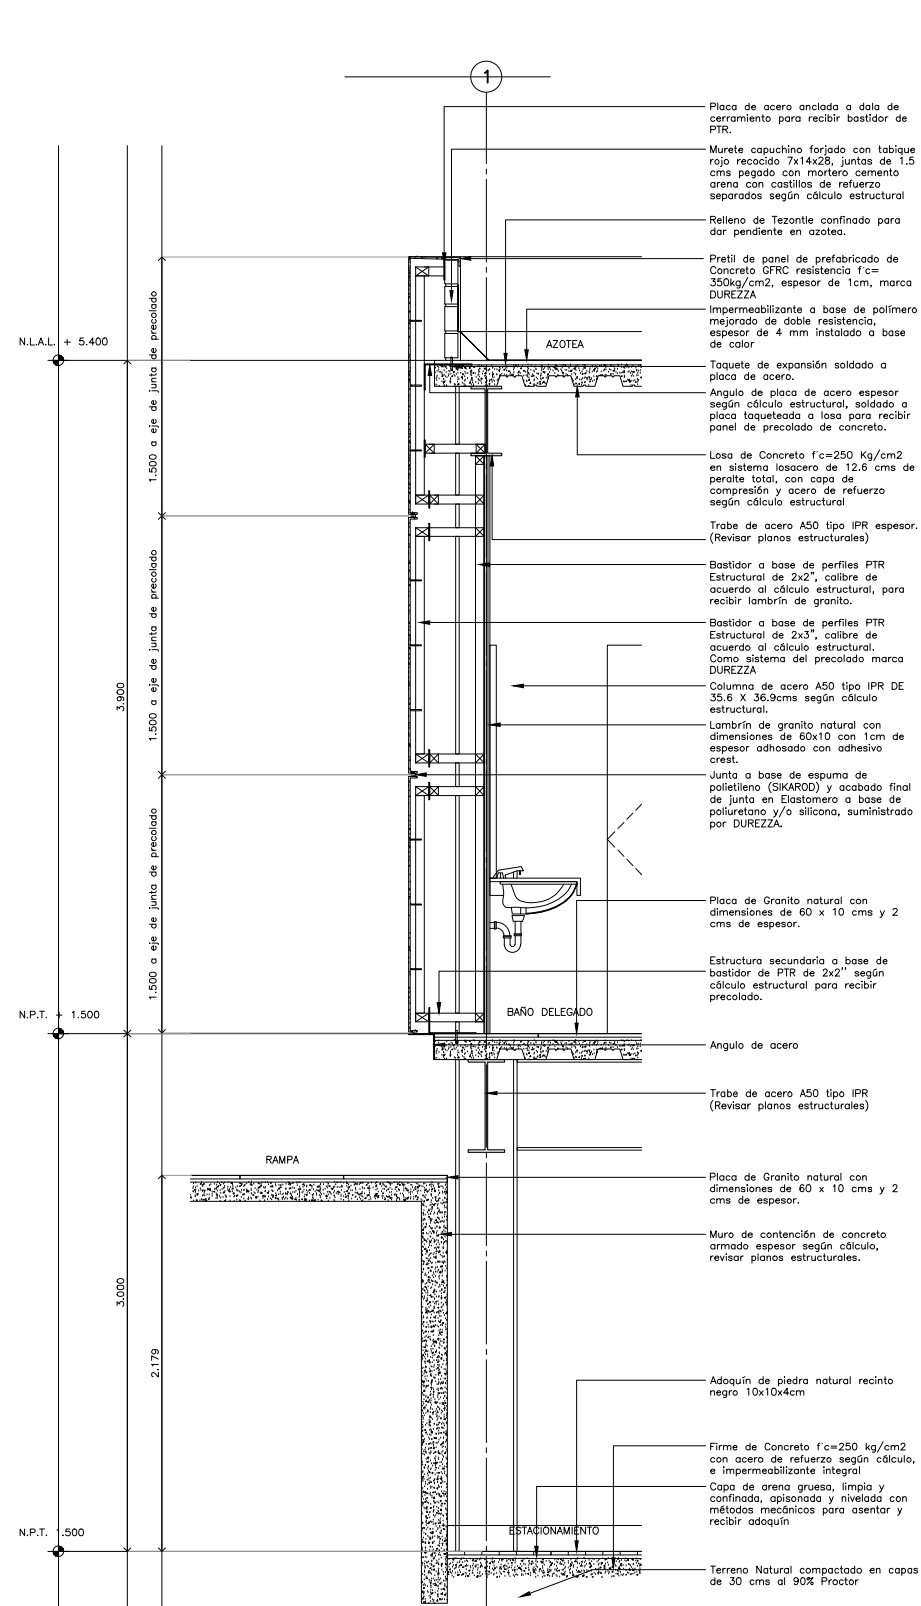 1
Placa de acero anclada a dala de
cerramiento para recibir bastidor de
PTR.
Murete capuchino forjado con tabique
rojo recocido 7x14x28, juntas de 1.5
cms pegado con mortero cemento
arena con castillos de refuerzo
separados según cálculo estructural
Relleno de Tezontle confinado para
dar pendiente en azotea.
Pretil de panel de prefabricado de
Concreto GFRC resistencia f'c=
350kg/cm2, espesor de 1cm, marca
DUREZZA
Impermeabilizante a base de polímero
mejorado de doble resistencia,
espesor de 4 mm instalado a base
de calor
N.L.A.L. + 5.400
AZOTEA
Taquete de expansión soldado a
placa de acero.
Angulo de placa de acero espesor
según cálculo estructural, soldado a
placa taqueteada a losa para recibir
panel de precolado de concreto.
1.500 a eje de junta de precolado
Losa de Concreto f'c=250 Kg/cm2
en sistema losacero de 12.6 cms de
peralte total, con capa de
compresión y acero de refuerzo
según cálculo estructural
Trabe de acero A50 tipo IPR espesor.
(Revisar planos estructurales)
Bastidor a base de perfiles PTR
Estructural de 2x2", calibre de
acuerdo al cálculo estructural, para
recibir lambrín de granito.
1.500 a eje de junta de precolado
Bastidor a base de perfiles PTR
Estructural de 2x3", calibre de
acuerdo al cálculo estructural.
Como sistema del precolado marca
DUREZZA
3.900
Columna de acero A50 tipo IPR DE
35.6 X 36.9cms según cálculo
estructural.
Lambrín de granito natural con
dimensiones de 60x10 con 1cm de
espesor adhosado con adhesivo
crest.
Junta a base de espuma de
polietileno (SIKAROD) y acabado final
de junta en Elastomero a base de
poliuretano y/o silicona, suministrado
por DUREZZA.
1.500 a eje de junta de precolado
Placa de Granito natural con
dimensiones de 60 x 10 cms y 2
cms de espesor.
Estructura secundaria a base de
bastidor de PTR de 2x2'' según
cálculo estructural para recibir
precolado.
N.P.T. + 1.500
BAÑO DELEGADO
Angulo de acero
Trabe de acero A50 tipo IPR
(Revisar planos estructurales)
RAMPA
Placa de Granito natural con
dimensiones de 60 x 10 cms y 2
cms de espesor.
Muro de contención de concreto
armado espesor según cálculo,
revisar planos estructurales.
3.000
2.179
Adoquín de piedra natural recinto
negro 10x10x4cm
Firme de Concreto f'c=250 kg/cm2
con acero de refuerzo según cálculo,
e impermeabilizante integral
Capa de arena gruesa, limpia y
confinada, apisonada y nivelada con
métodos mecánicos para asentar y
recibir adoquín
N.P.T. 1.500
ESTACIONAMIENTO
Terreno Natural compactado en capas
de 30 cms al 90% Proctor